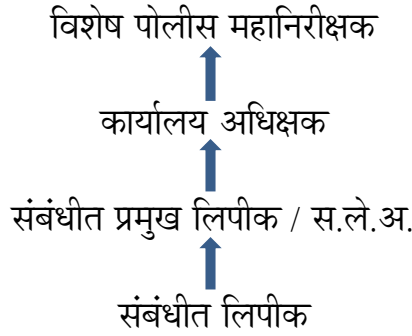 विशेष पोलीस महानिरीक्षक
कार्यालय अधिक्षक
संबंधीत प्रमुख लिपीक / स.ले.अ.
संबंधीत लिपीक